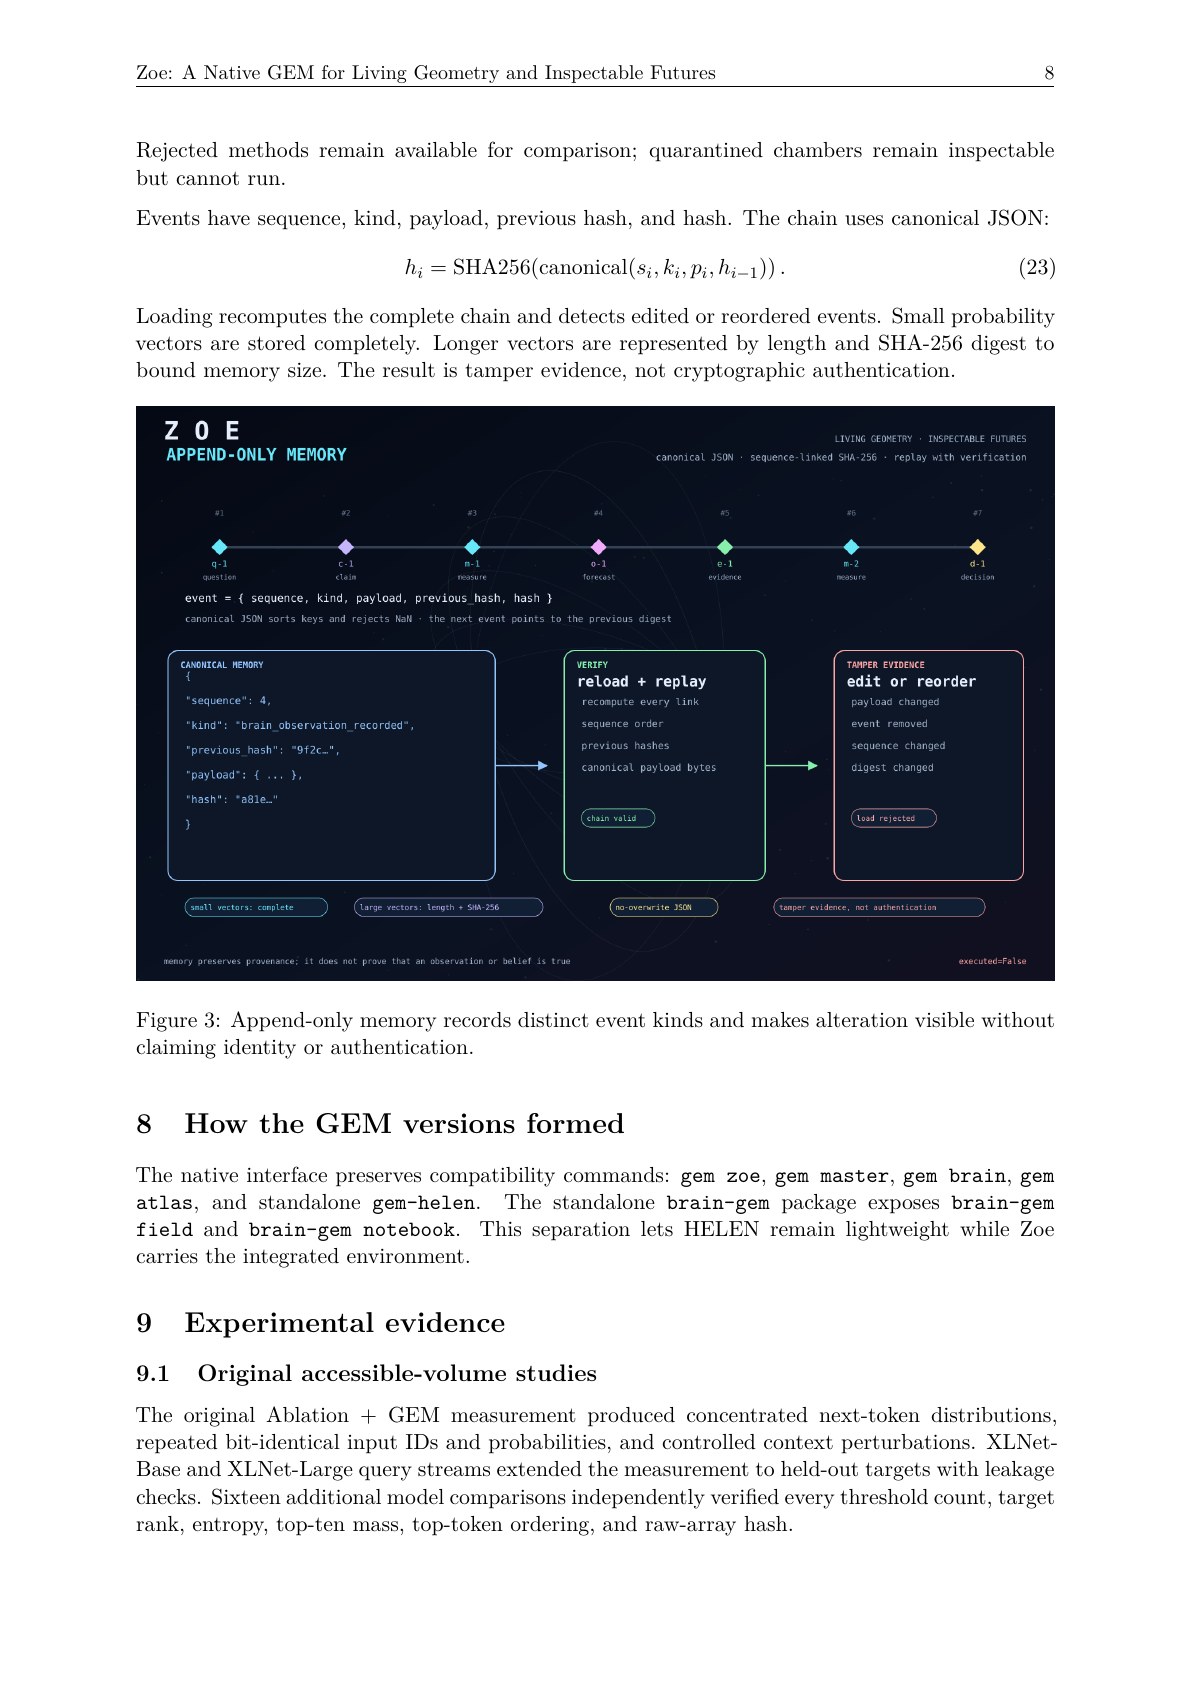 Zoe: A Native GEM for Living Geometry and Inspectable Futures 8
Rejected methods remain available for comparison; quarantined chambers remain inspectable
but cannot run.
Events have sequence, kind, payload, previous hash, and hash. The chain uses canonical JSON:
h_i = SHA256(canonical(s_i, k_i, p_i, h_{i−1})) . (23)
Loading recomputes the complete chain and detects edited or reordered events. Small probability
vectors are stored completely. Longer vectors are represented by length and SHA-256 digest to
bound memory size. The result is tamper evidence, not cryptographic authentication.
Z O E
APPEND-ONLY MEMORY
LIVING GEOMETRY · INSPECTABLE FUTURES
canonical JSON · sequence-linked SHA-256 · replay with verification
#1 #2 #3 #4 #5 #6 #7
q-1 c-1 m-1 o-1 e-1 m-2 d-1
question claim measure forecast evidence measure decision
event = { sequence, kind, payload, previous_hash, hash }
canonical JSON sorts keys and rejects NaN · the next event points to the previous digest
CANONICAL MEMORY
{
"sequence": 4,
"kind": "brain_observation_recorded",
"previous_hash": "9f2c…",
"payload": { ... },
"hash": "a81e…"
}
VERIFY
reload + replay
recompute every link
sequence order
previous hashes
canonical payload bytes
chain valid
TAMPER EVIDENCE
edit or reorder
payload changed
event removed
sequence changed
digest changed
load rejected
small vectors: complete
large vectors: length + SHA-256
no-overwrite JSON
tamper evidence, not authentication
memory preserves provenance; it does not prove that an observation or belief is true
executed=False
Figure 3: Append-only memory records distinct event kinds and makes alteration visible without
claiming identity or authentication.
8 How the GEM versions formed
The native interface preserves compatibility commands: gem zoe, gem master, gem brain, gem
atlas, and standalone gem-helen. The standalone brain-gem package exposes brain-gem
field and brain-gem notebook. This separation lets HELEN remain lightweight while Zoe
carries the integrated environment.
9 Experimental evidence
9.1 Original accessible-volume studies
The original Ablation + GEM measurement produced concentrated next-token distributions,
repeated bit-identical input IDs and probabilities, and controlled context perturbations. XLNet-
Base and XLNet-Large query streams extended the measurement to held-out targets with leakage
checks. Sixteen additional model comparisons independently verified every threshold count, target
rank, entropy, top-ten mass, top-token ordering, and raw-array hash.